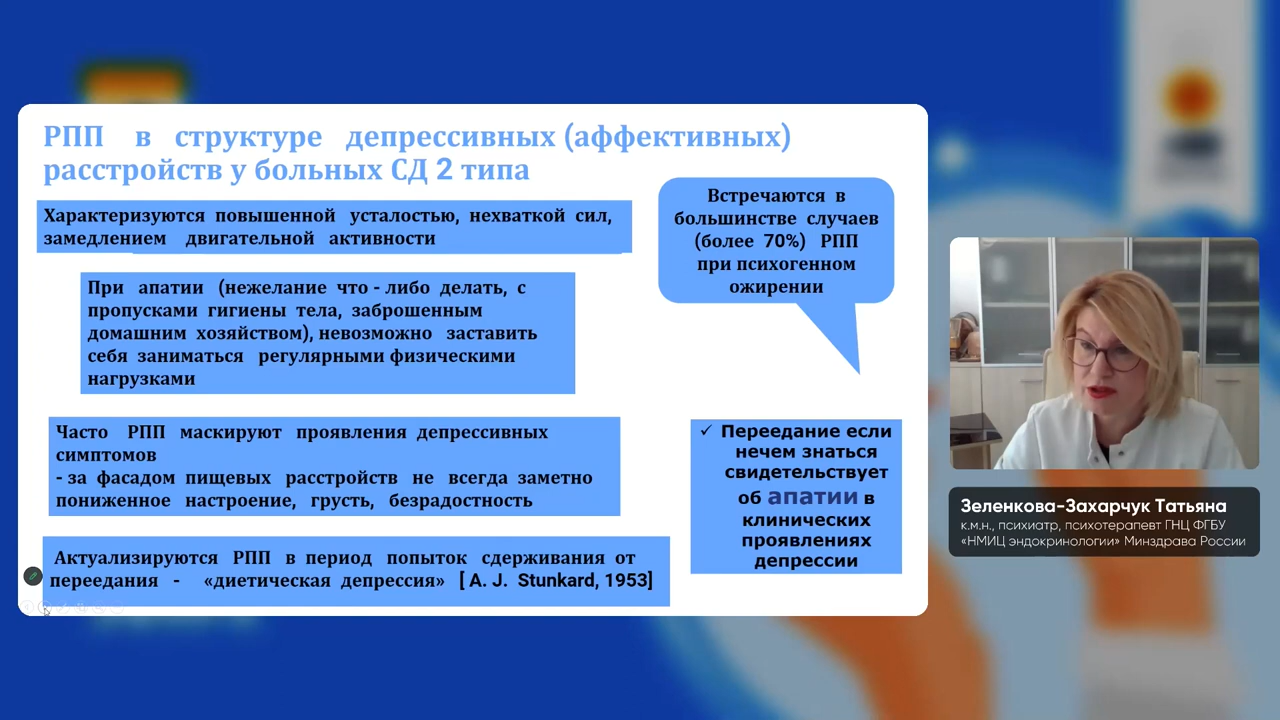 РПП в структуре депрессивных (аффективных)
расстройств у больных СД 2 типа
Характеризуются повышенной усталостью, нехваткой сил,
замедлением двигательной активности
При апатии (нежелание что - либо делать, с
пропусками гигиены тела, заброшенным
домашним хозяйством), невозможно заставить
себя заниматься регулярными физическими
нагрузками
Часто РПП маскируют проявления депрессивных
симптомов
- за фасадом пищевых расстройств не всегда заметно
пониженное настроение, грусть, безрадостность
Актуализируются РПП в период попыток сдерживания от
переедания - «диетическая депрессия» [ A. J. Stunkard, 1953]
Встречаются в
большинстве случаев
(более 70%) РПП
при психогенном
ожирении
✓ Переедание если
нечем знаться
свидетельствует
об апатии в
клинических
проявлениях
депрессии
Зеленкова-Захарчук Татьяна
к.м.н., психиатр, психотерапевт ГНЦ ФГБУ
«НМИЦ эндокринологии» Минздрава России